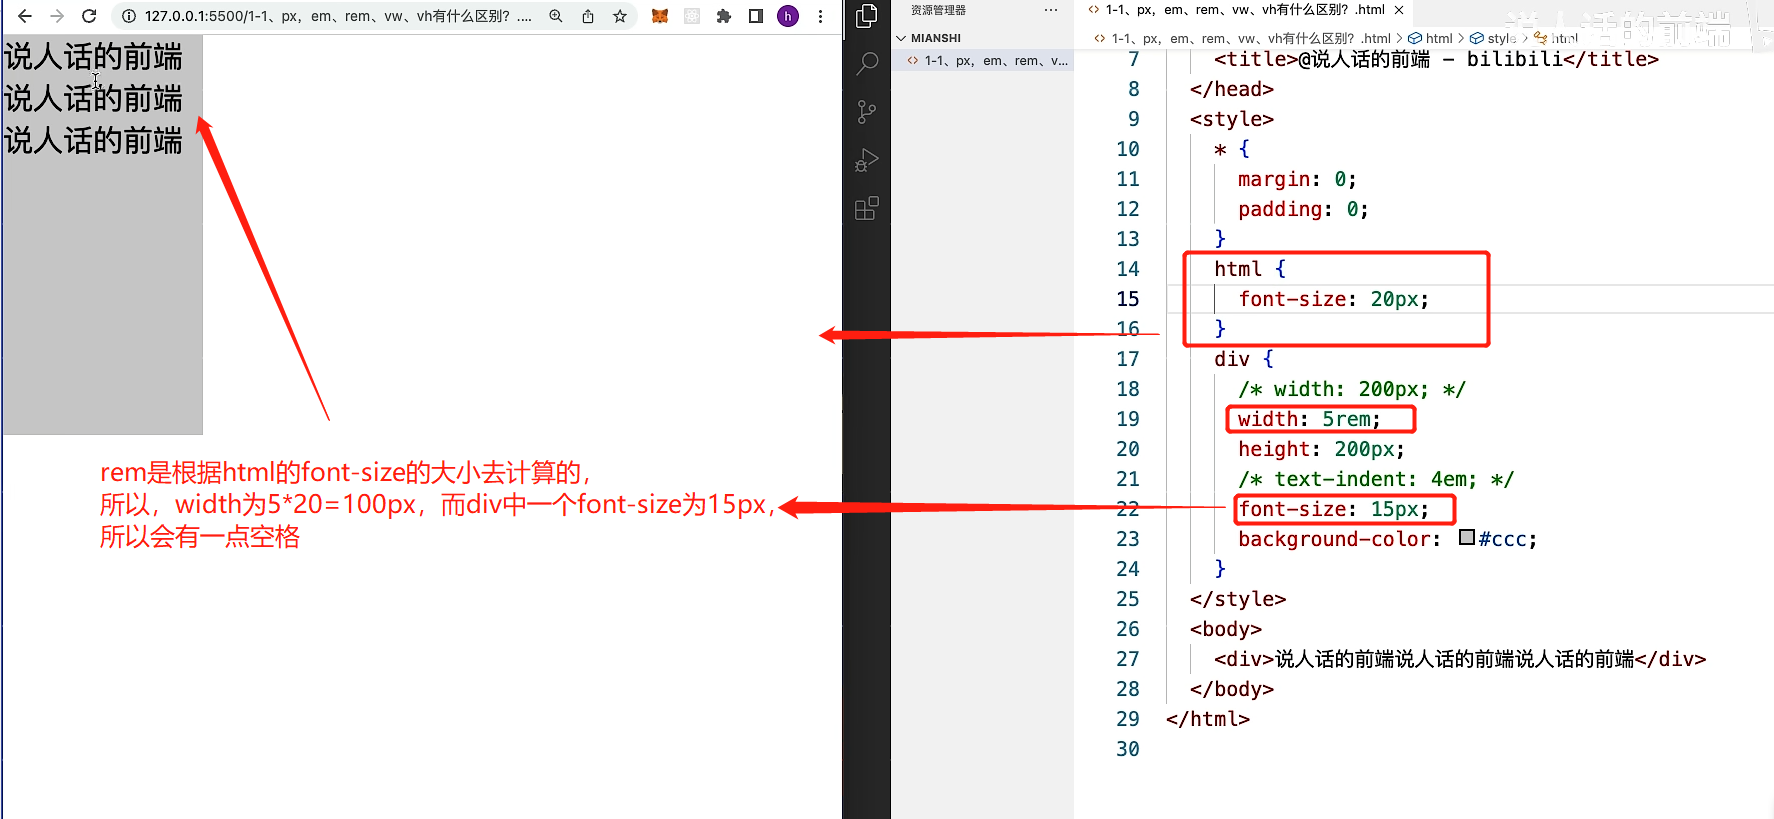 127.0.0.1:5500/1-1、px，em、rem、vw、vh有什么区别？....
h
说人话的前端
说人话的前端
说人话的前端
rem是根据html的font-size的大小去计算的，
所以，width为5*20=100px，而div中一个font-size为15px，
所以会有一点空格
资源管理器
MIANSHI
1-1、px，em、rem、v...
1-1、px，em、rem、vw、vh有什么区别？.html
1-1、px，em、rem、vw、vh有什么区别？.html > html > style > html
说人话的前端
7 <title>@说人话的前端 - bilibili</title>
8 </head>
9 <style>
10 * {
11 margin: 0;
12 padding: 0;
13 }
14 html {
15 font-size: 20px;
16 }
17 div {
18 /* width: 200px; */
19 width: 5rem;
20 height: 200px;
21 /* text-indent: 4em; */
22 font-size: 15px;
23 background-color: #ccc;
24 }
25 </style>
26 <body>
27 <div>说人话的前端说人话的前端说人话的前端</div>
28 </body>
29 </html>
30